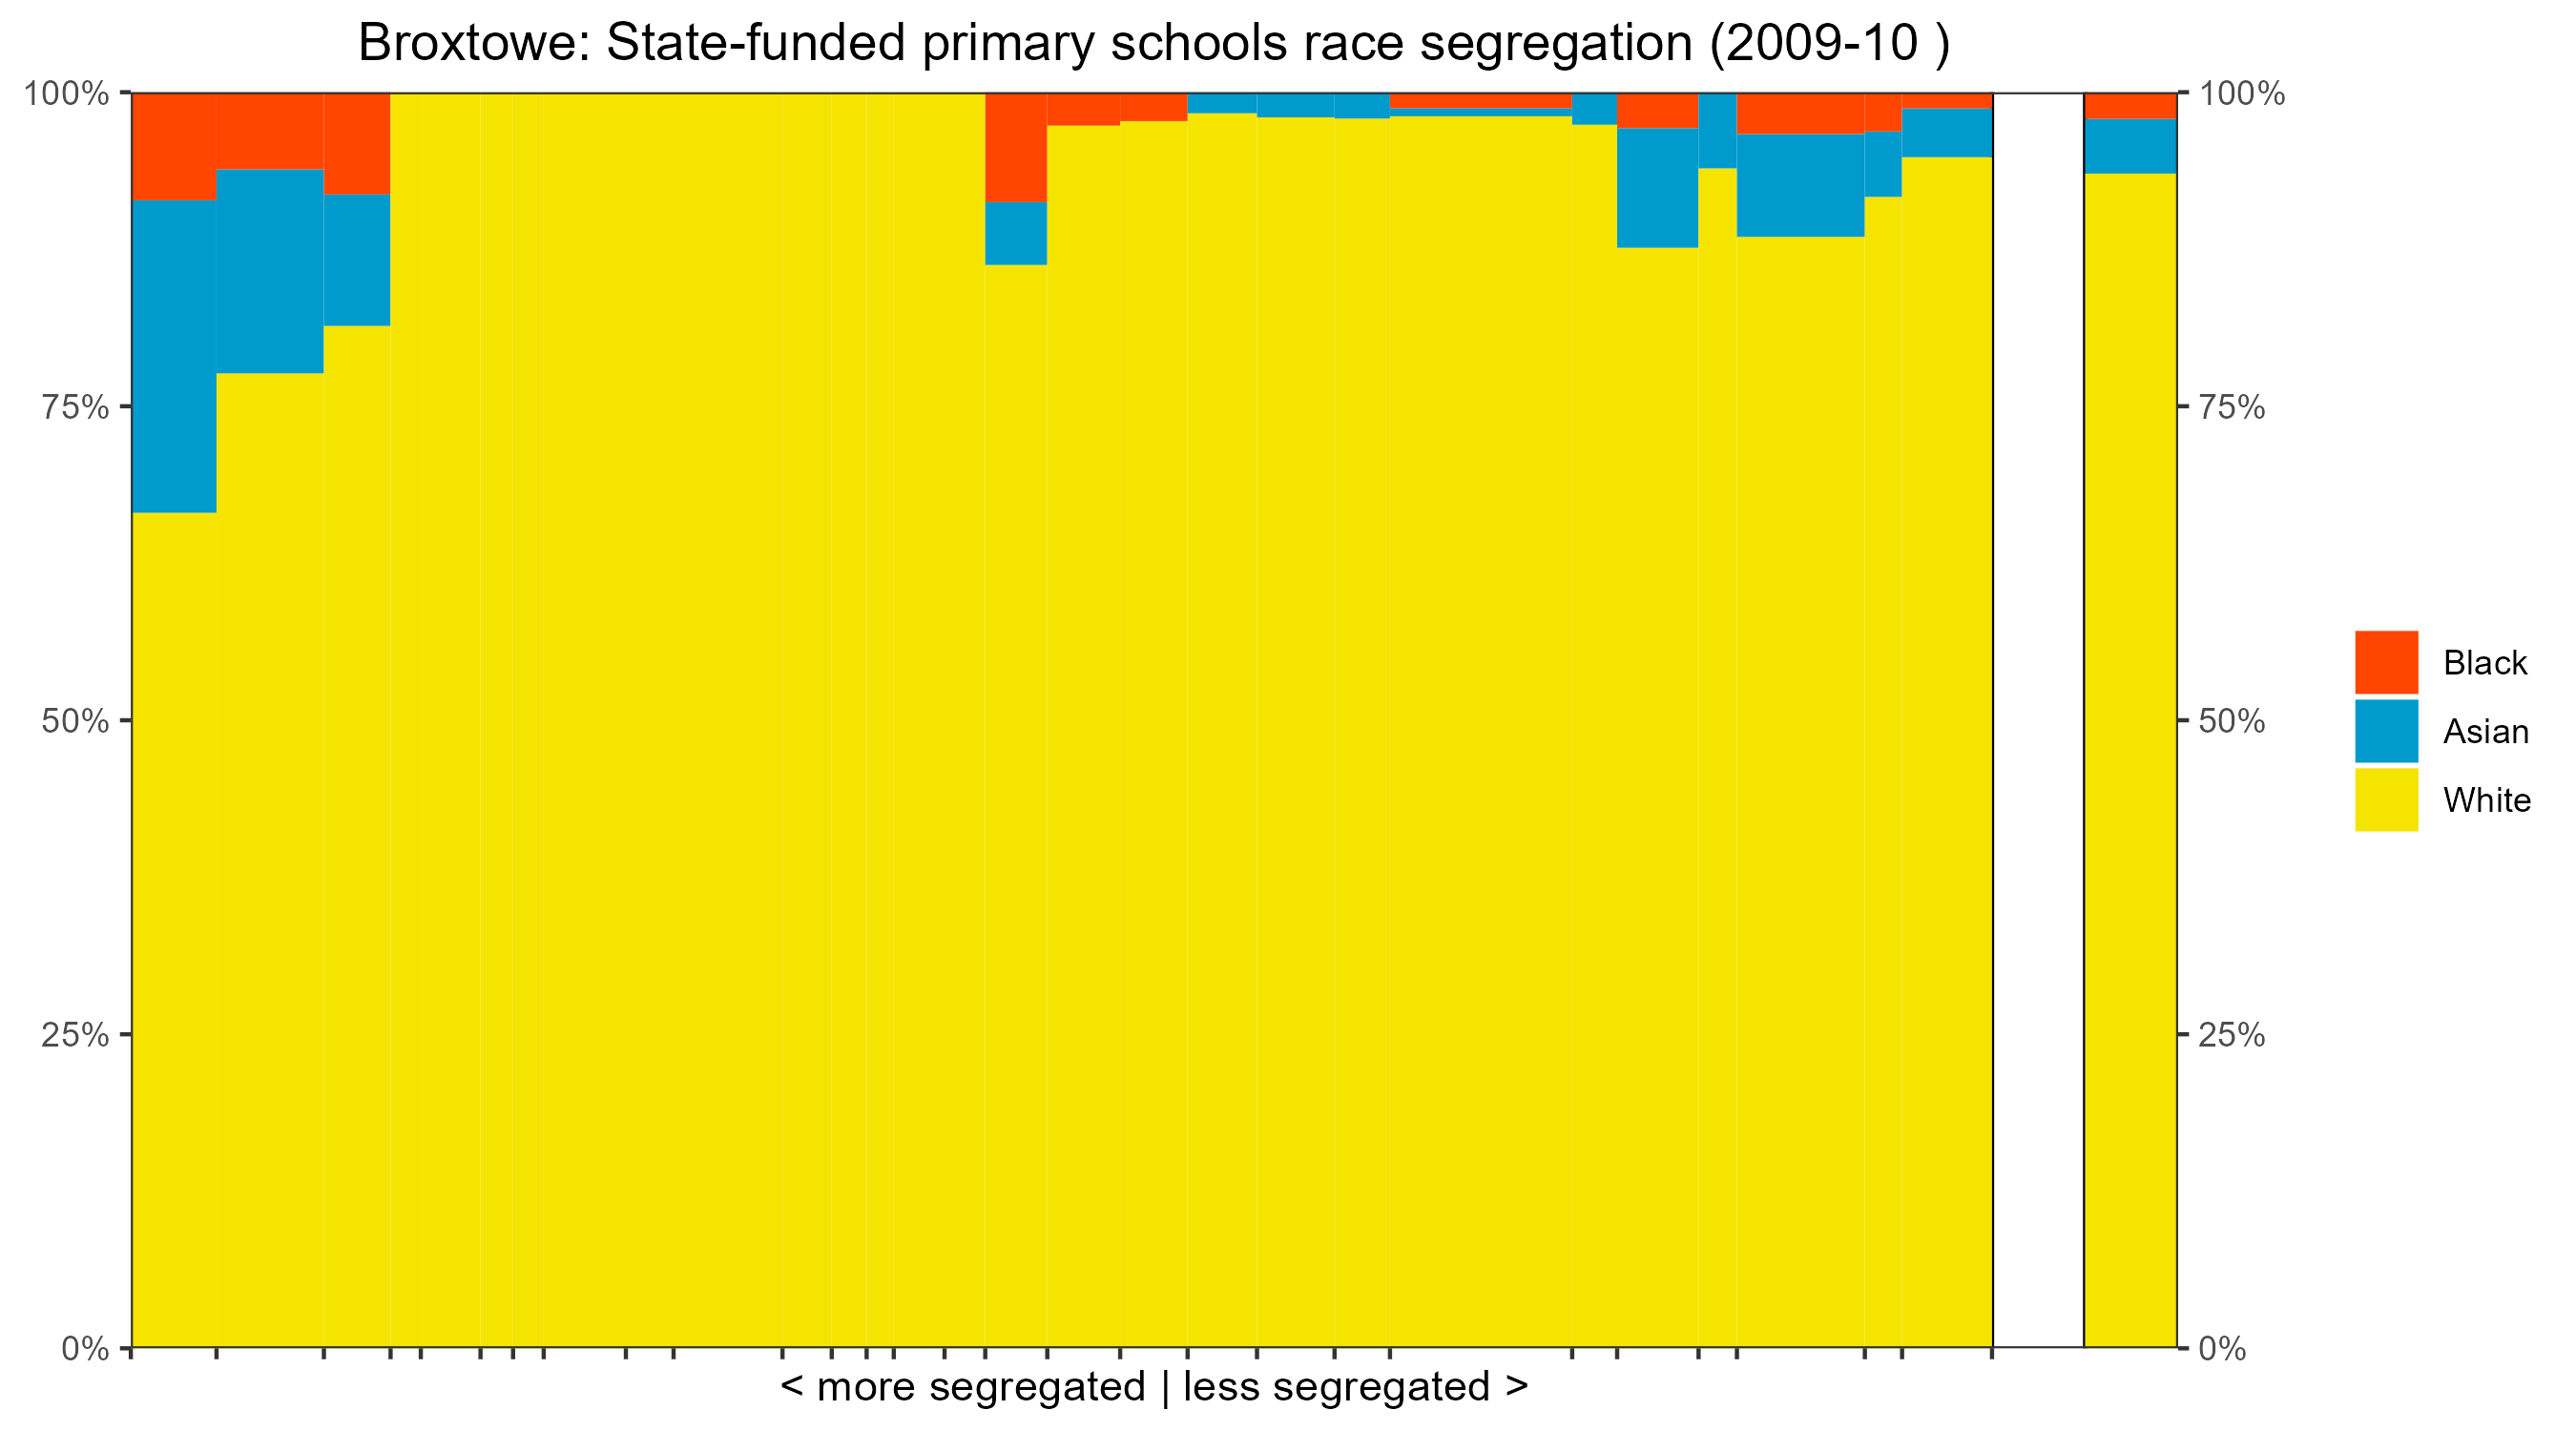 Broxtowe: State-funded primary schools race segregation (2009-10 )
100%
75%
50%
25%
0%
100%
75%
50%
25%
0%
Black
Asian
White
< more segregated | less segregated >